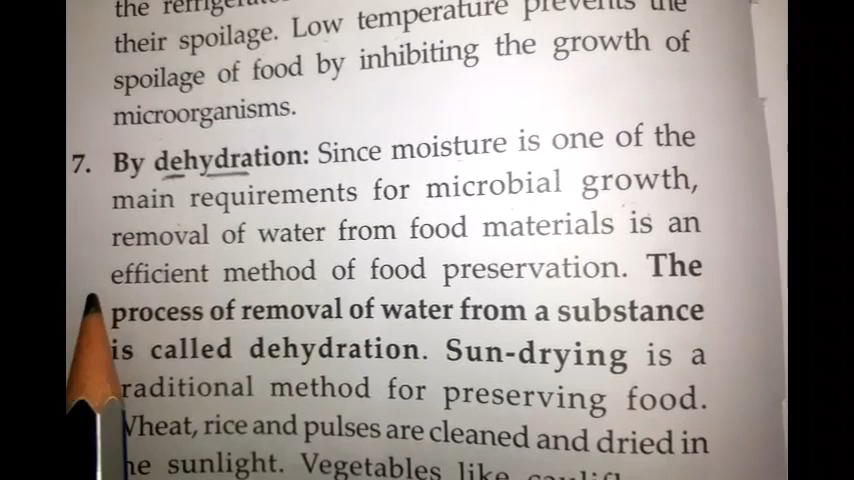 the
their spoilage. Low temperature prevents the
spoilage of food by inhibiting the growth of
microorganisms.
7. By dehydration: Since moisture is one of the
main requirements for microbial growth,
removal of water from food materials is an
efficient method of food preservation. The
process of removal of water from a substance
is called dehydration. Sun-drying is a
raditional method for preserving food.
Wheat, rice and pulses are cleaned and dried in
he sunlight. Vegetables like